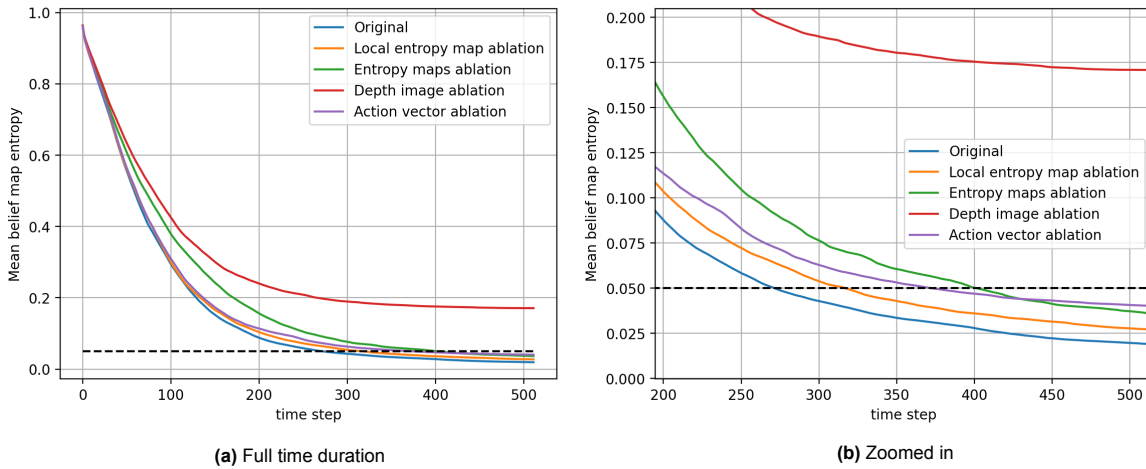 Mean belief map entropy
1.0
0.8
0.6
0.4
0.2
0.0
Original
Local entropy map ablation
Entropy maps ablation
Depth image ablation
Action vector ablation
0 100 200 300 400 500
time step
(a) Full time duration
Mean belief map entropy
0.200
0.175
0.150
0.125
0.100
0.075
0.050
0.025
0.000
Original
Local entropy map ablation
Entropy maps ablation
Depth image ablation
Action vector ablation
200 250 300 350 400 450 500
time step
(b) Zoomed in